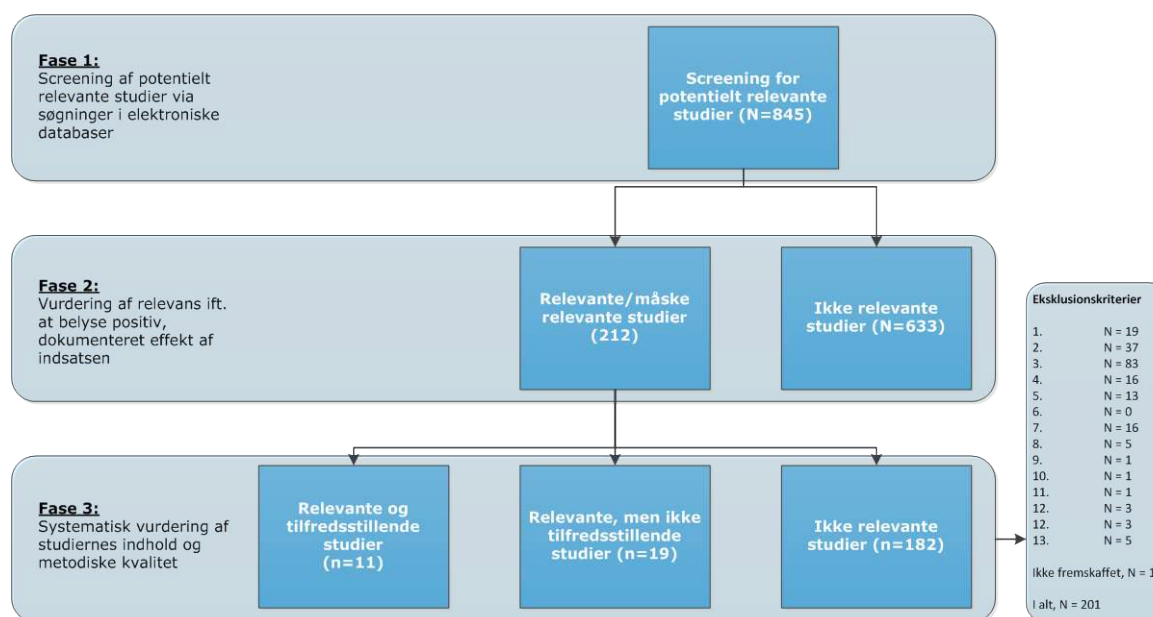 Fase 1:
Screening af potentielt
relevante studier via
søgninger i elektroniske
databaser
Screening for
potentielt relevante
studier (N=845)
Fase 2:
Vurdering af relevans ift.
at belyse positiv,
dokumenteret effekt af
indsatsen
Relevante/måske
relevante studier
(212)
Ikke relevante
studier (N=633)
Fase 3:
Systematisk vurdering af
studiernes indhold og
metodiske kvalitet
Relevante og
tilfredsstillende
studier
(n=11)
Relevante, men ikke
tilfredsstillende
studier (n=19)
Ikke relevante
studier (n=182)
Eksklusionskriterier
1. N = 19
2. N = 37
3. N = 83
4. N = 16
5. N = 13
6. N = 0
7. N = 16
8. N = 5
9. N = 1
10. N = 1
11. N = 1
12. N = 3
12. N = 3
13. N = 5
Ikke fremskaffet, N = 1
I alt, N = 201